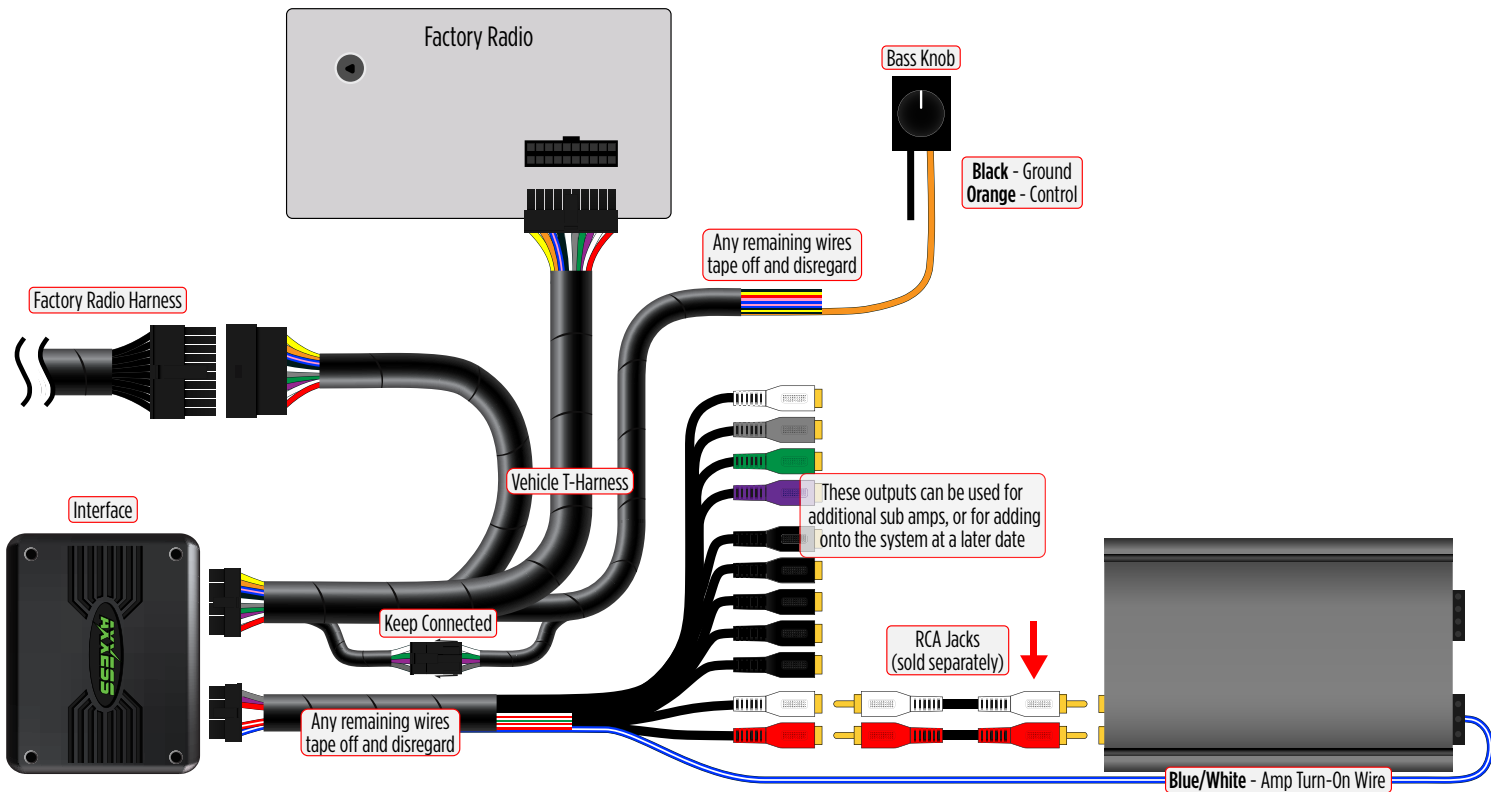 Factory Radio
Bass Knob
Black - Ground
Orange - Control
Any remaining wires
tape off and disregard
Factory Radio Harness
Vehicle T-Harness
These outputs can be used for
additional sub amps, or for adding
onto the system at a later date
Interface
AXXESS
Keep Connected
RCA Jacks
(sold separately)
Any remaining wires
tape off and disregard
Blue/White - Amp Turn-On Wire